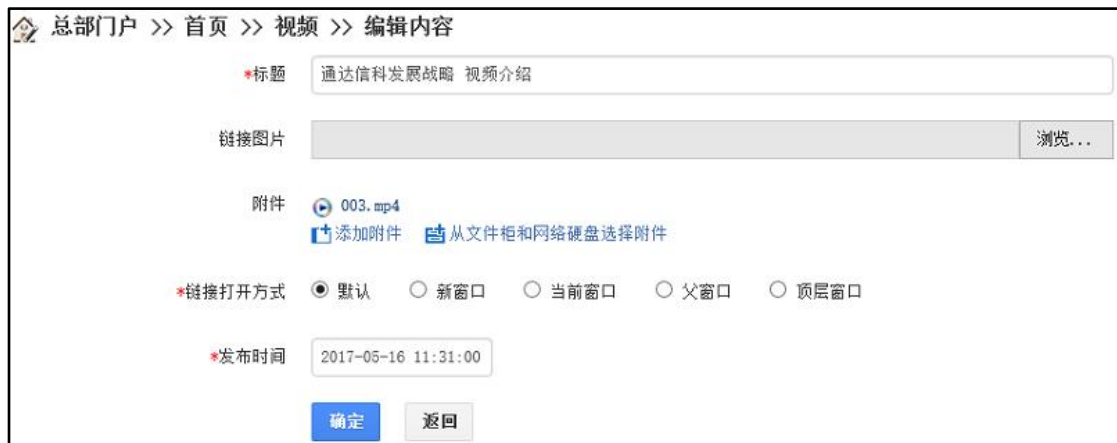 总部门户 >> 首页 >> 视频 >> 编辑内容
*标题 通达信科发展战略 视频介绍
链接图片 浏览...
附件 003.mp4
添加附件 从文件柜和网络硬盘选择附件
*链接打开方式 默认 新窗口 当前窗口 父窗口 顶层窗口
*发布时间 2017-05-16 11:31:00
确定 返回